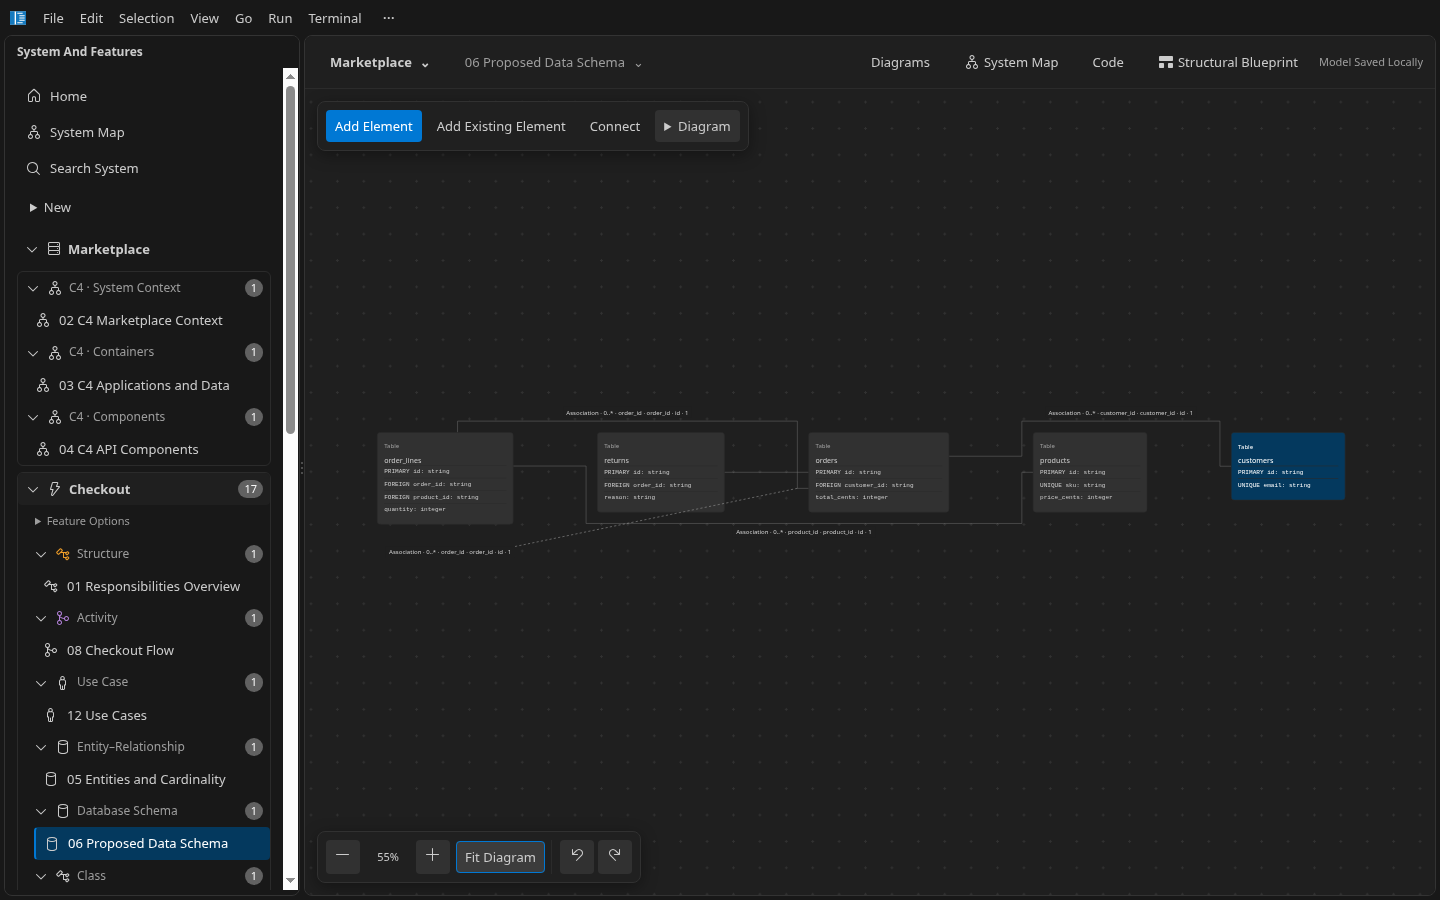 File Edit Selection View Go Run Terminal ···
System And Features
Home
System Map
Search System
New
Marketplace
C4 · System Context 1
02 C4 Marketplace Context
C4 · Containers 1
03 C4 Applications and Data
C4 · Components 1
04 C4 API Components
Checkout 17
Feature Options
Structure 1
01 Responsibilities Overview
Activity 1
08 Checkout Flow
Use Case 1
12 Use Cases
Entity–Relationship 1
05 Entities and Cardinality
Database Schema 1
06 Proposed Data Schema
Class 1
Marketplace 06 Proposed Data Schema Diagrams System Map Code Structural Blueprint Model Saved Locally
Add Element Add Existing Element Connect Diagram
Association · 0..* · order_id · order_id · id · 1
Association · 0..* · customer_id · customer_id · id · 1
Table
order_lines
PRIMARY id: string
FOREIGN order_id: string
FOREIGN product_id: string
quantity: integer
Table
returns
PRIMARY id: string
FOREIGN order_id: string
reason: string
Table
orders
PRIMARY id: string
FOREIGN customer_id: string
total_cents: integer
Table
products
PRIMARY id: string
UNIQUE sku: string
price_cents: integer
Table
customers
PRIMARY id: string
UNIQUE email: string
Association · 0..* · product_id · product_id · id · 1
Association · 0..* · order_id · order_id · id · 1
55% Fit Diagram